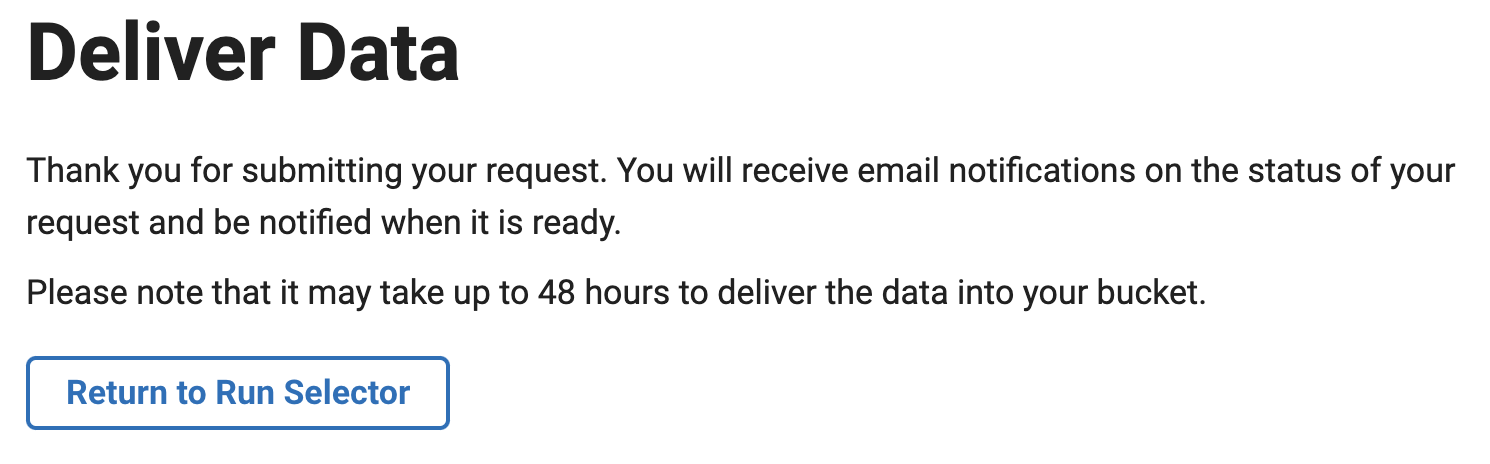 Deliver Data
Thank you for submitting your request. You will receive email notifications on the status of your
request and be notified when it is ready.
Please note that it may take up to 48 hours to deliver the data into your bucket.
Return to Run Selector